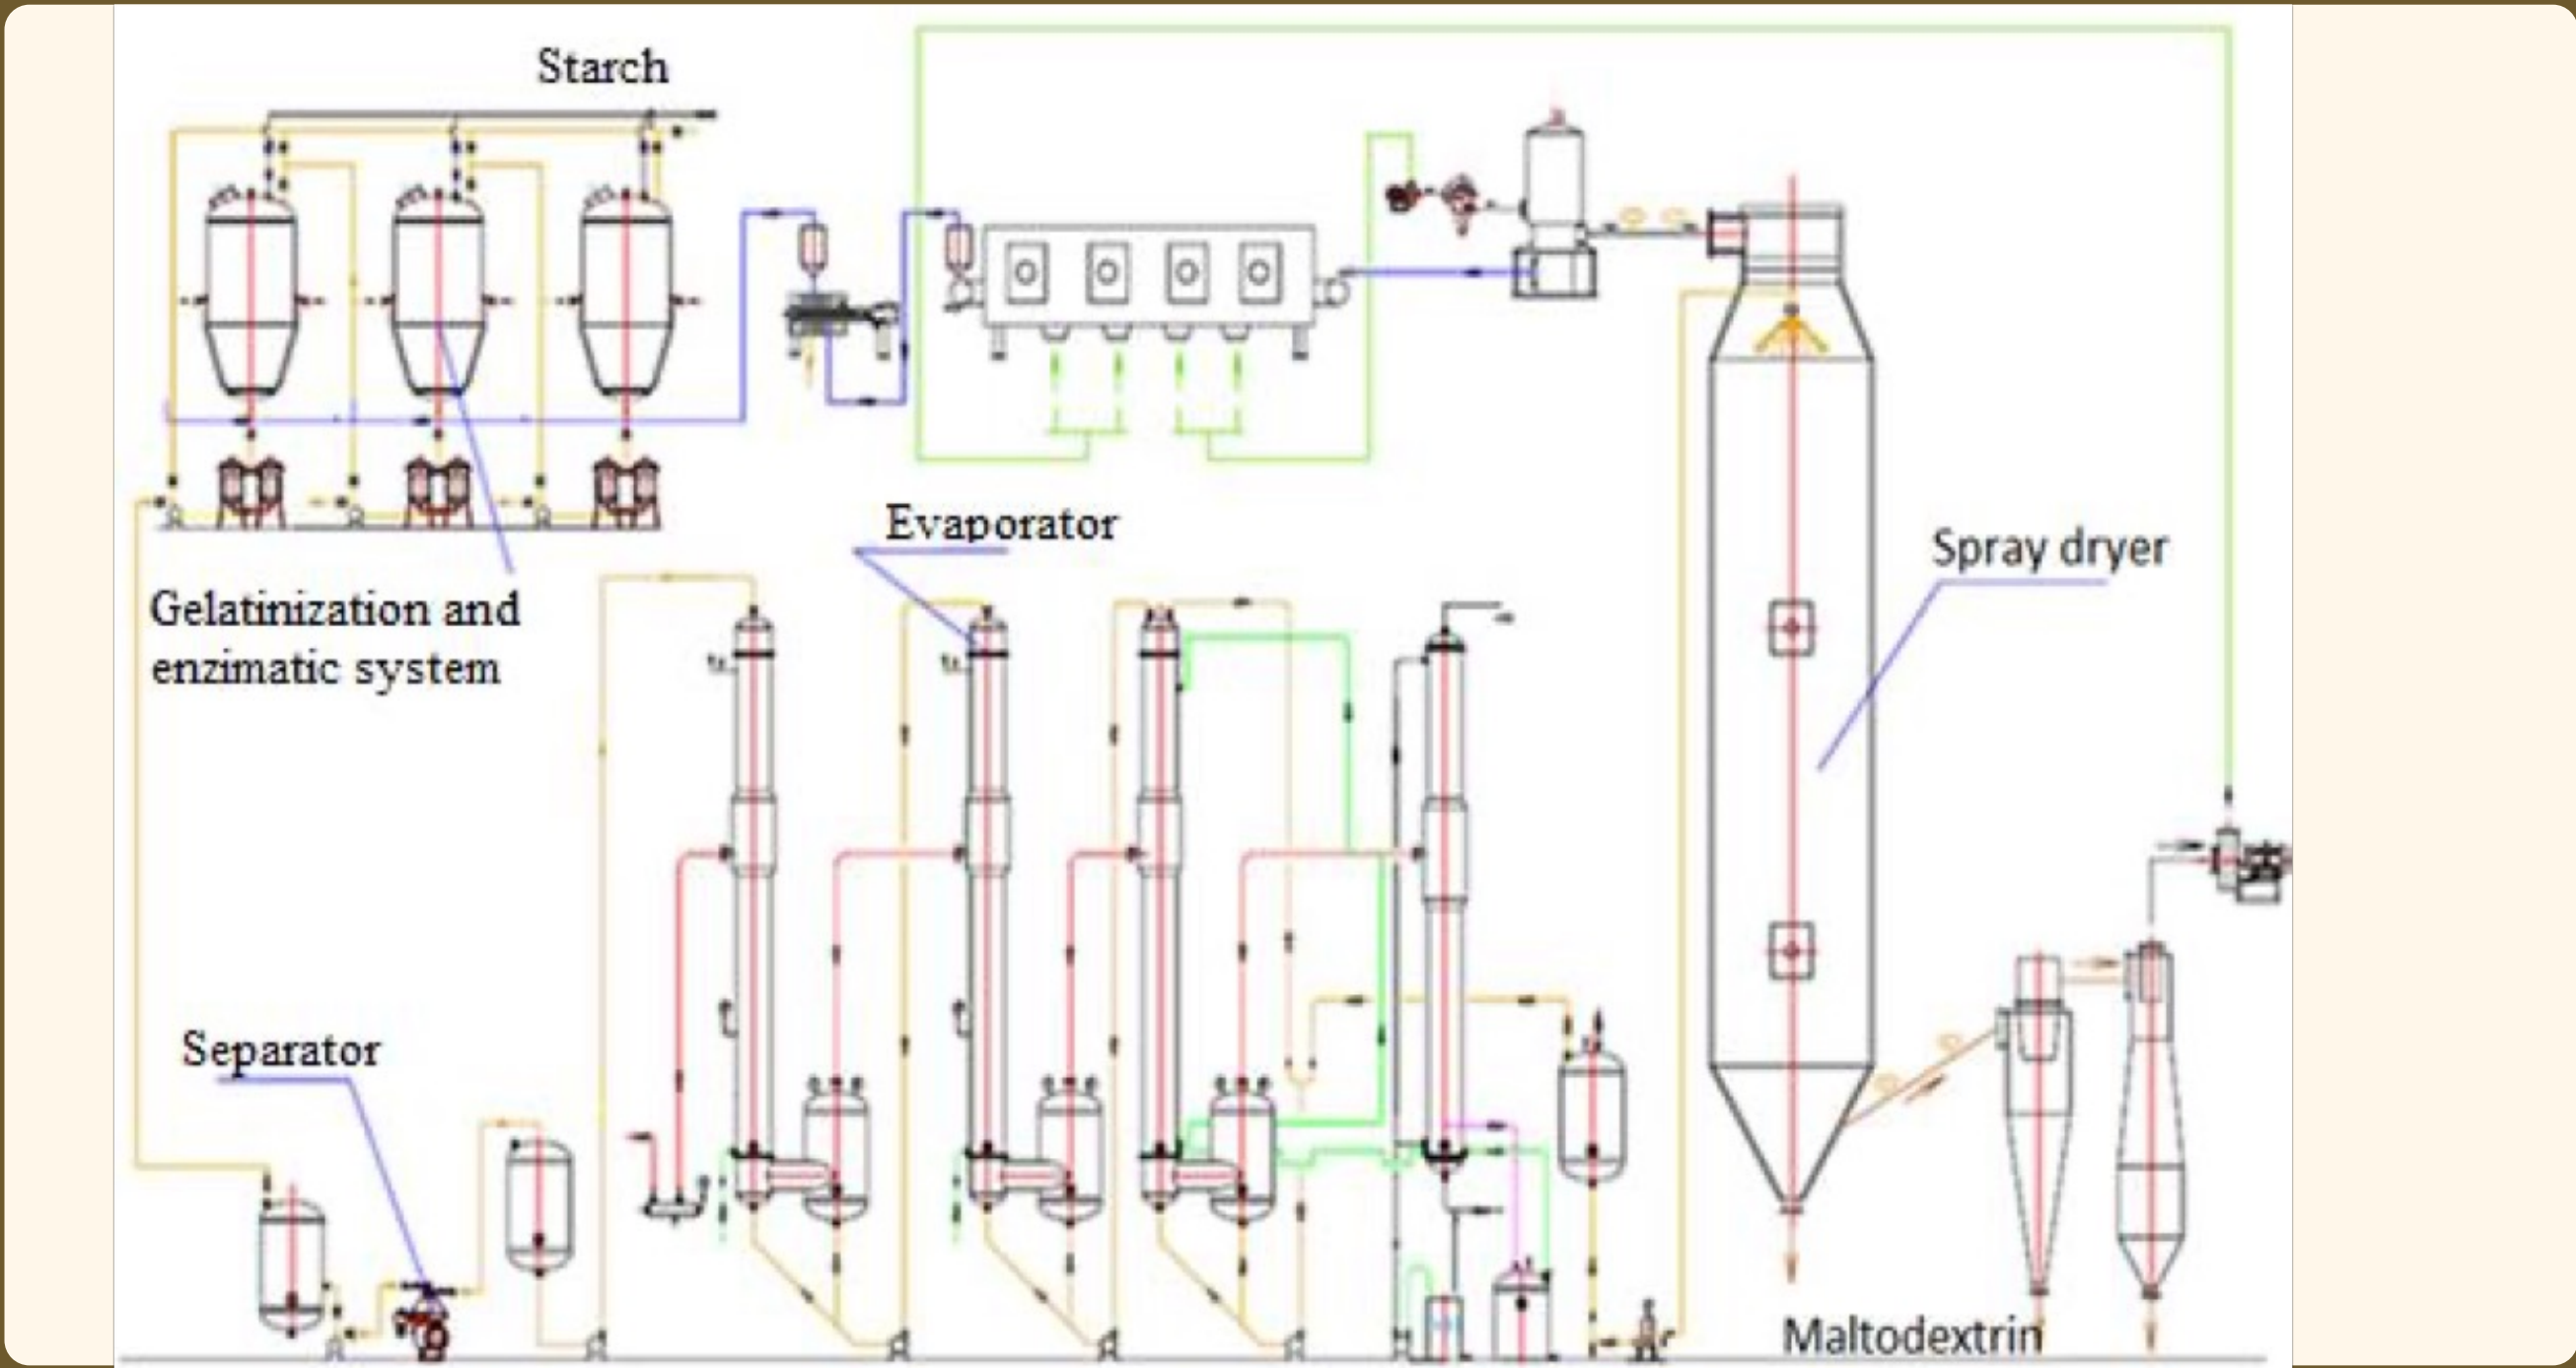 Starch
Evaporator
Spray dryer
Gelatinization and
enzimatic system
Separator
Maltodextrin